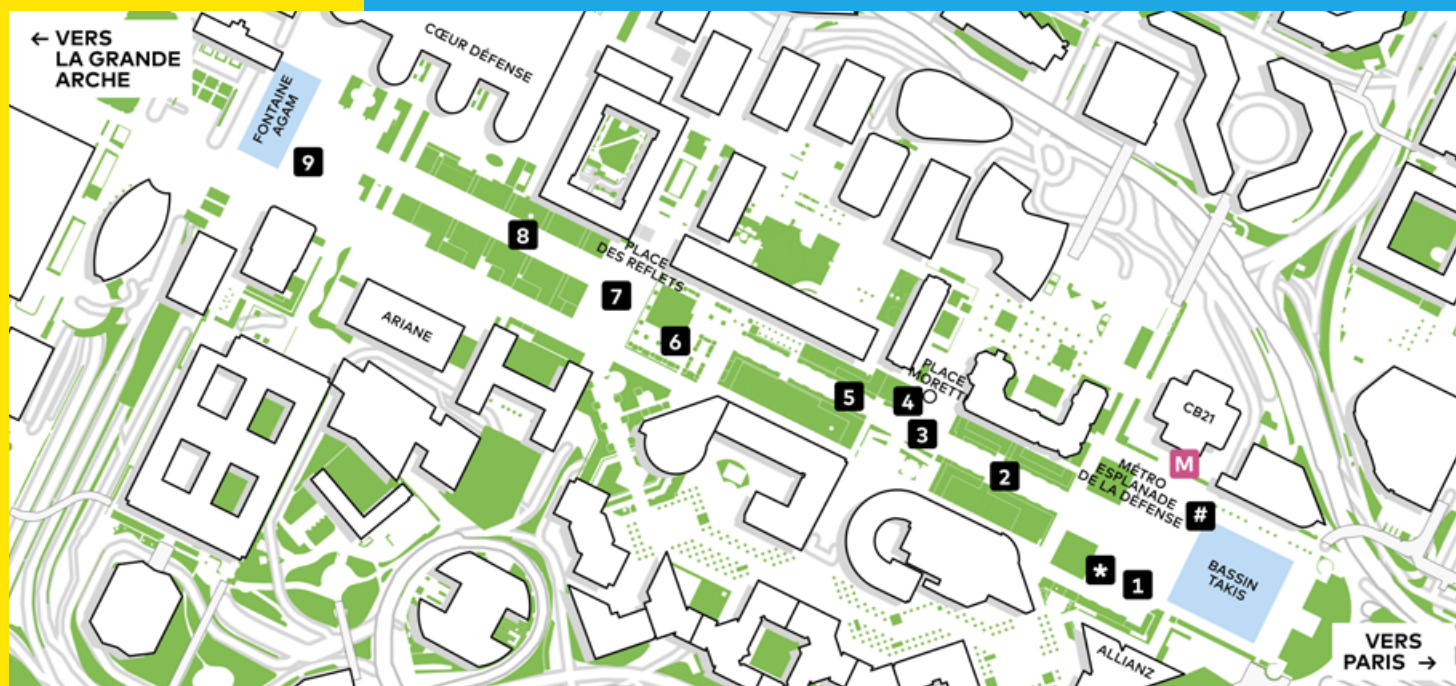 ← VERS
LA GRANDE
ARCHE
CŒUR DÉFENSE
FONTAINE
AGAM
9
8
PLACE
DES REFLETS
7
ARIANE
6
PLACE
MORETTI
5
4
3
CB21
M
MÉTRO
ESPLANADE
DE LA DÉFENSE
2
#
*
1
BASSIN
TAKIS
ALLIANZ
VERS
PARIS →